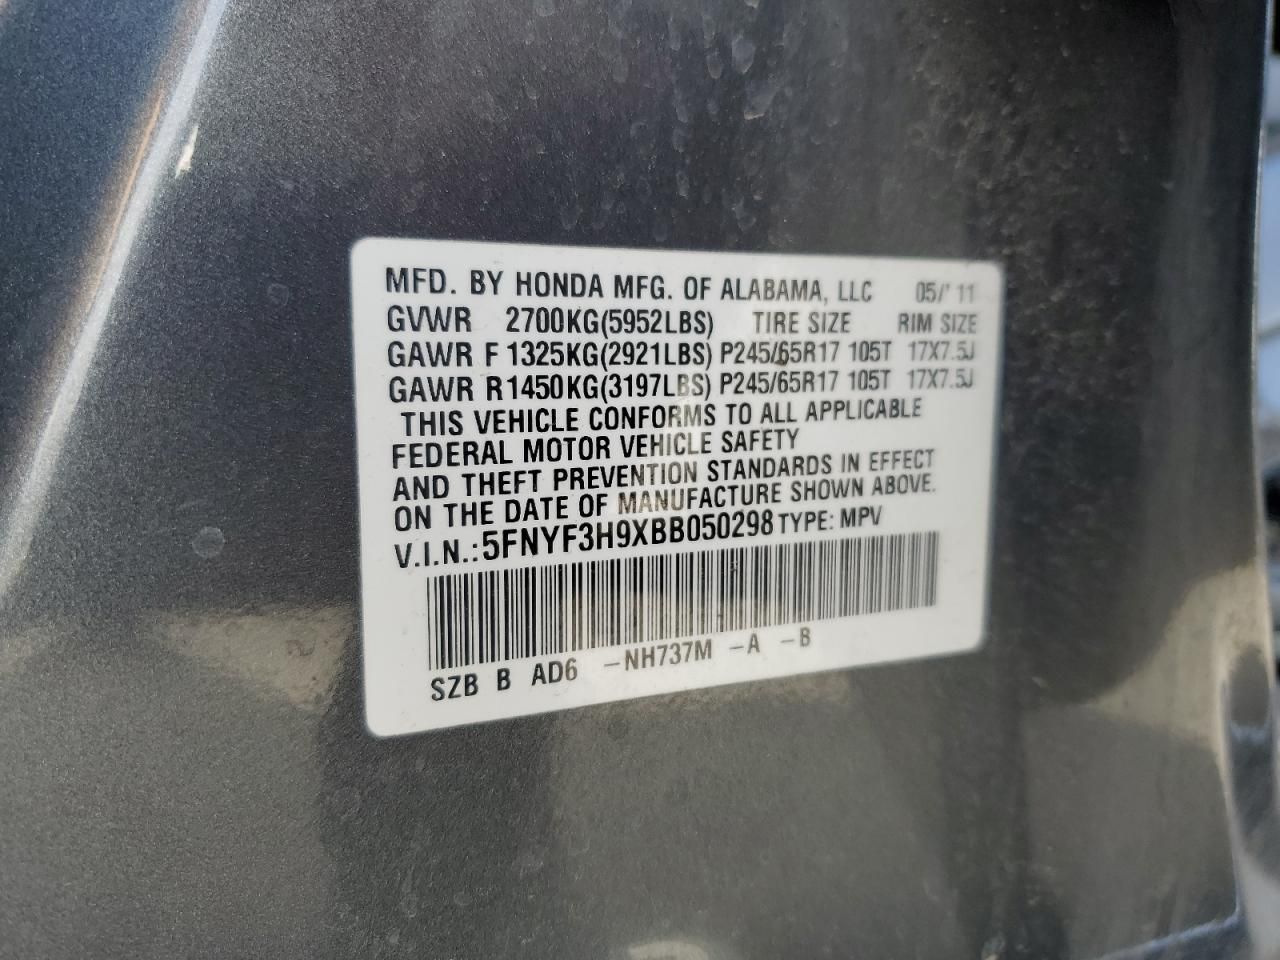 MFD. BY HONDA MFG. OF ALABAMA, LLC 05/'11
GVWR 2700KG(5952LBS) TIRE SIZE RIM SIZE
GAWR F 1325KG(2921LBS) P245/65R17 105T 17X7.5J
GAWR R1450KG(3197LBS) P245/65R17 105T 17X7.5J
THIS VEHICLE CONFORMS TO ALL APPLICABLE
FEDERAL MOTOR VEHICLE SAFETY
AND THEFT PREVENTION STANDARDS IN EFFECT
ON THE DATE OF MANUFACTURE SHOWN ABOVE.
V.I.N.: 5FNYF3H9XBB050298 TYPE: MPV
SZB B AD6 -NH737M -A -B